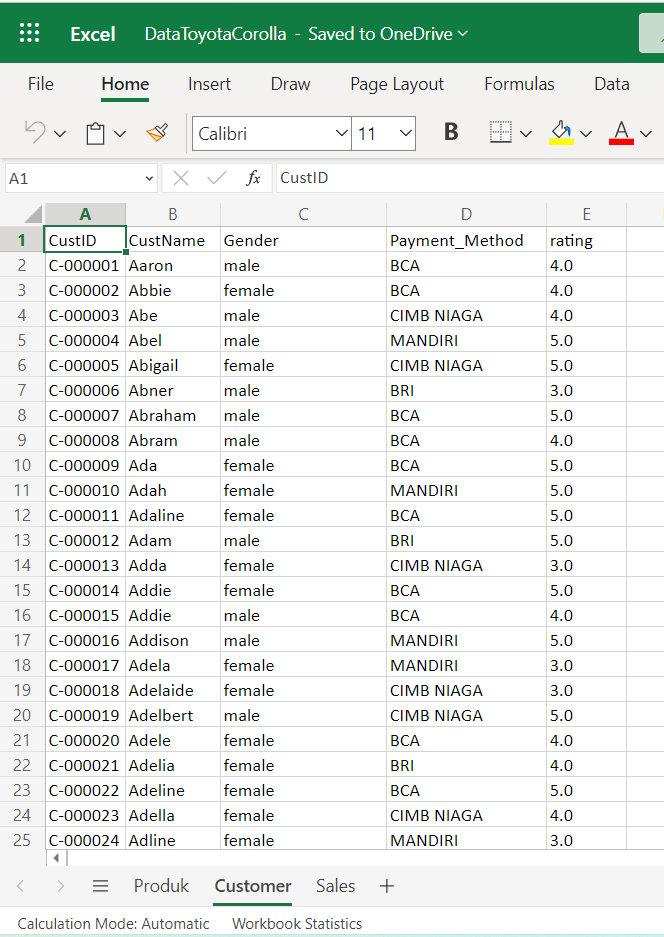 Excel DataToyotaCorolla - Saved to OneDrive
File Home Insert Draw Page Layout Formulas Data
Calibri 11 B A
A1 fx CustID
A B C D E
1 CustID CustName Gender Payment_Method rating
2 C-000001 Aaron male BCA 4.0
3 C-000002 Abbie female BCA 4.0
4 C-000003 Abe male CIMB NIAGA 4.0
5 C-000004 Abel male MANDIRI 5.0
6 C-000005 Abigail female CIMB NIAGA 5.0
7 C-000006 Abner male BRI 3.0
8 C-000007 Abraham male BCA 5.0
9 C-000008 Abram male BCA 4.0
10 C-000009 Ada female BCA 5.0
11 C-000010 Adah female MANDIRI 5.0
12 C-000011 Adaline female BCA 5.0
13 C-000012 Adam male BRI 5.0
14 C-000013 Adda female CIMB NIAGA 3.0
15 C-000014 Addie female BCA 5.0
16 C-000015 Addie male BCA 4.0
17 C-000016 Addison male MANDIRI 5.0
18 C-000017 Adela female MANDIRI 3.0
19 C-000018 Adelaide female CIMB NIAGA 3.0
20 C-000019 Adelbert male CIMB NIAGA 5.0
21 C-000020 Adele female BCA 4.0
22 C-000021 Adelia female BRI 4.0
23 C-000022 Adeline female BCA 5.0
24 C-000023 Adella female CIMB NIAGA 4.0
25 C-000024 Adline female MANDIRI 3.0
Produk Customer Sales
Calculation Mode: Automatic Workbook Statistics